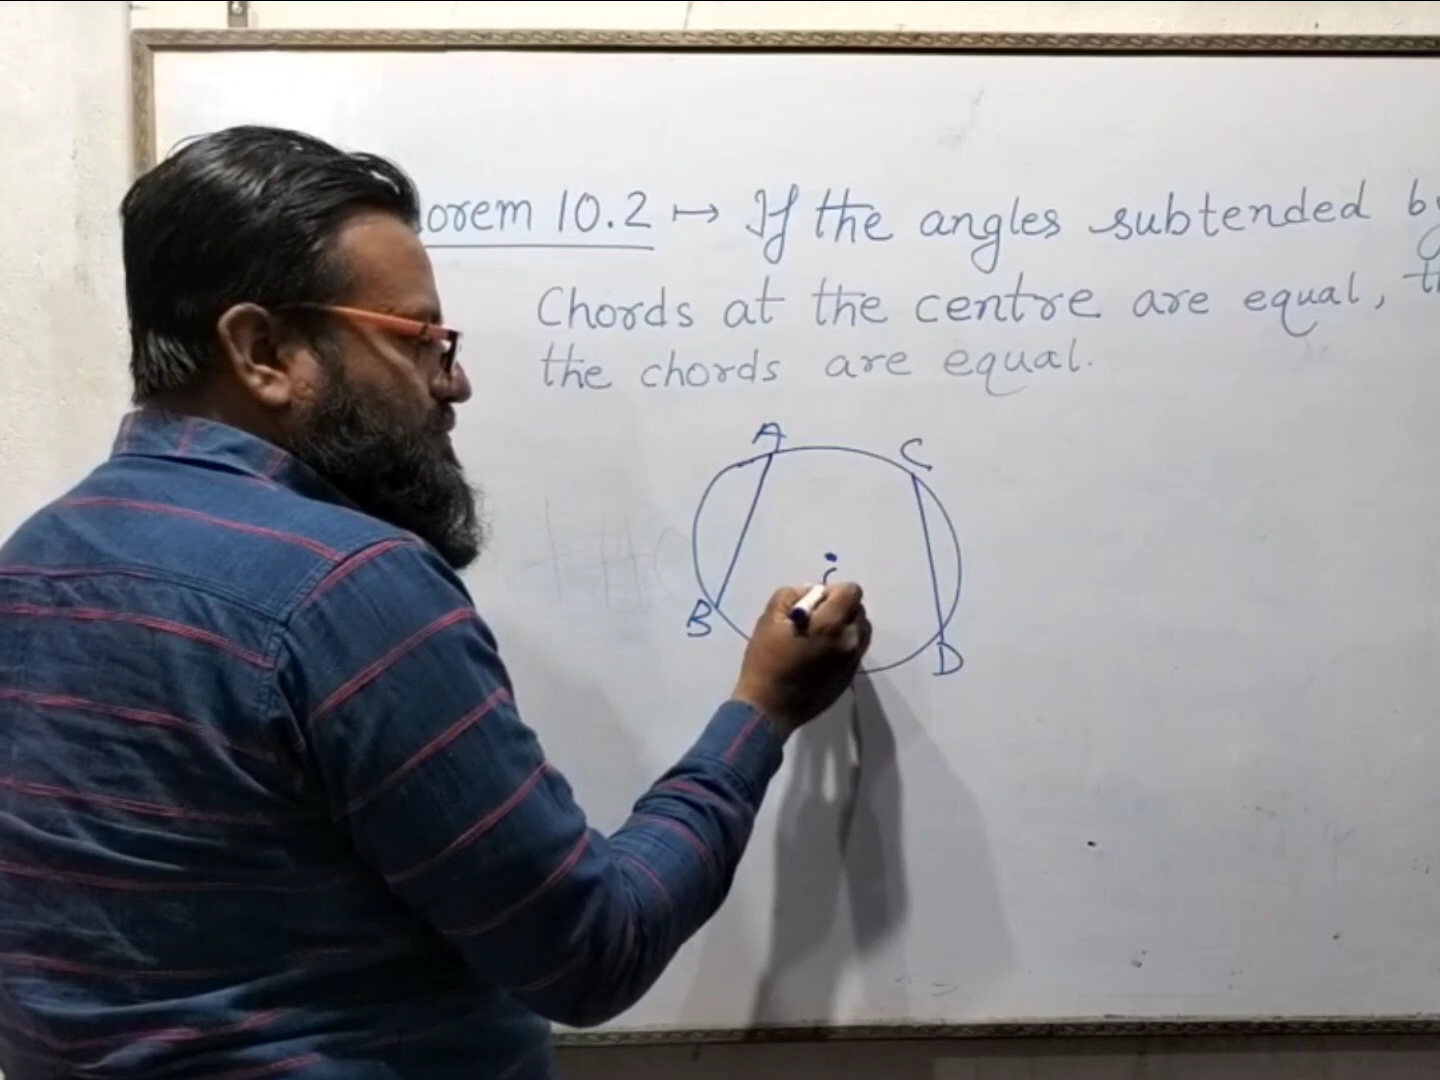 orem 10.2 ↦ If the angles subtended by
Chords at the centre are equal,
the chords are equal.
A
C
B
D